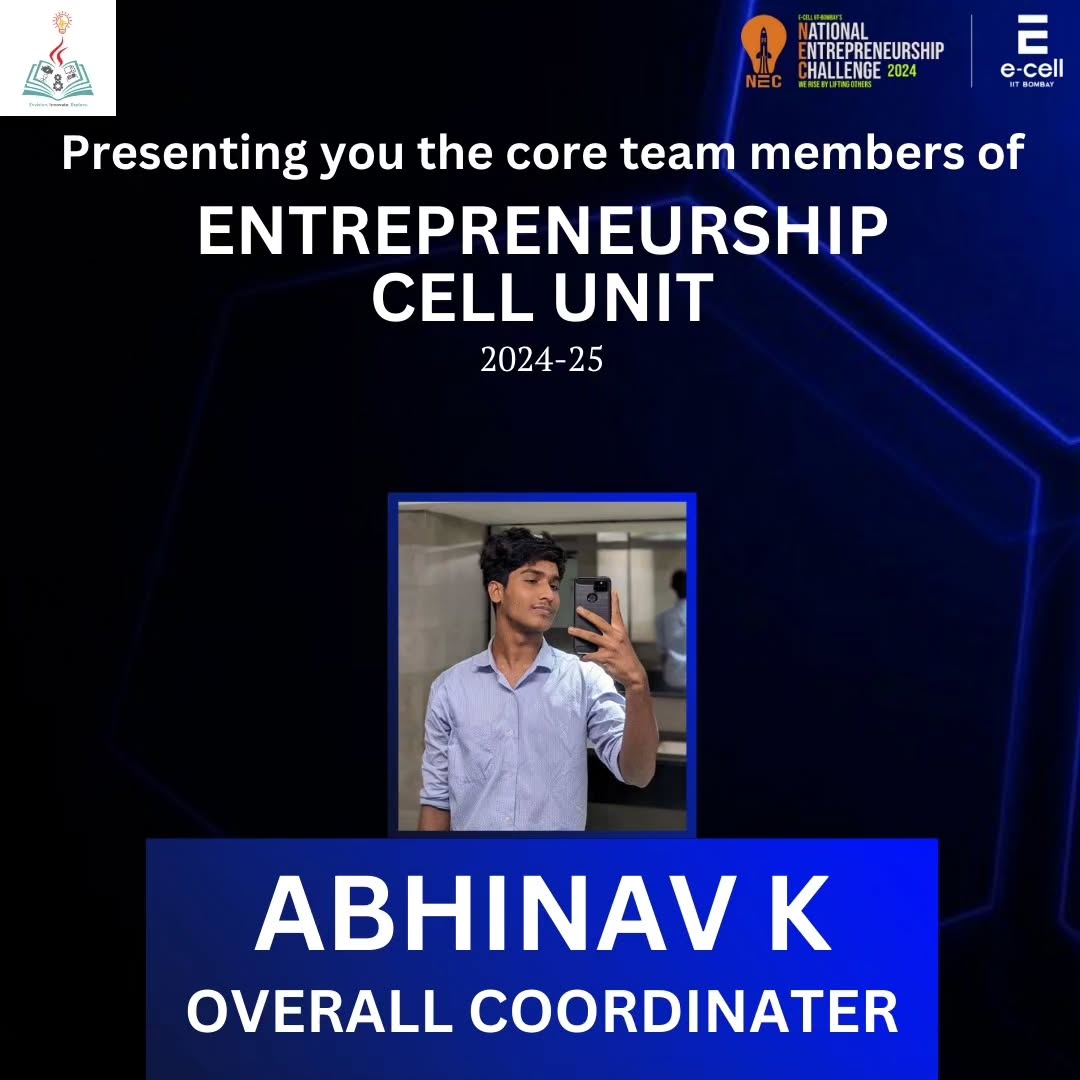 Envision. Innovate. Explore.
E-CELL IIT-BOMBAY'S
NATIONAL
ENTREPRENEURSHIP
CHALLENGE 2024
WE RISE BY LIFTING OTHERS
NEC
e-cell
IIT BOMBAY
Presenting you the core team members of
ENTREPRENEURSHIP
CELL UNIT
2024-25
ABHINAV K
OVERALL COORDINATER